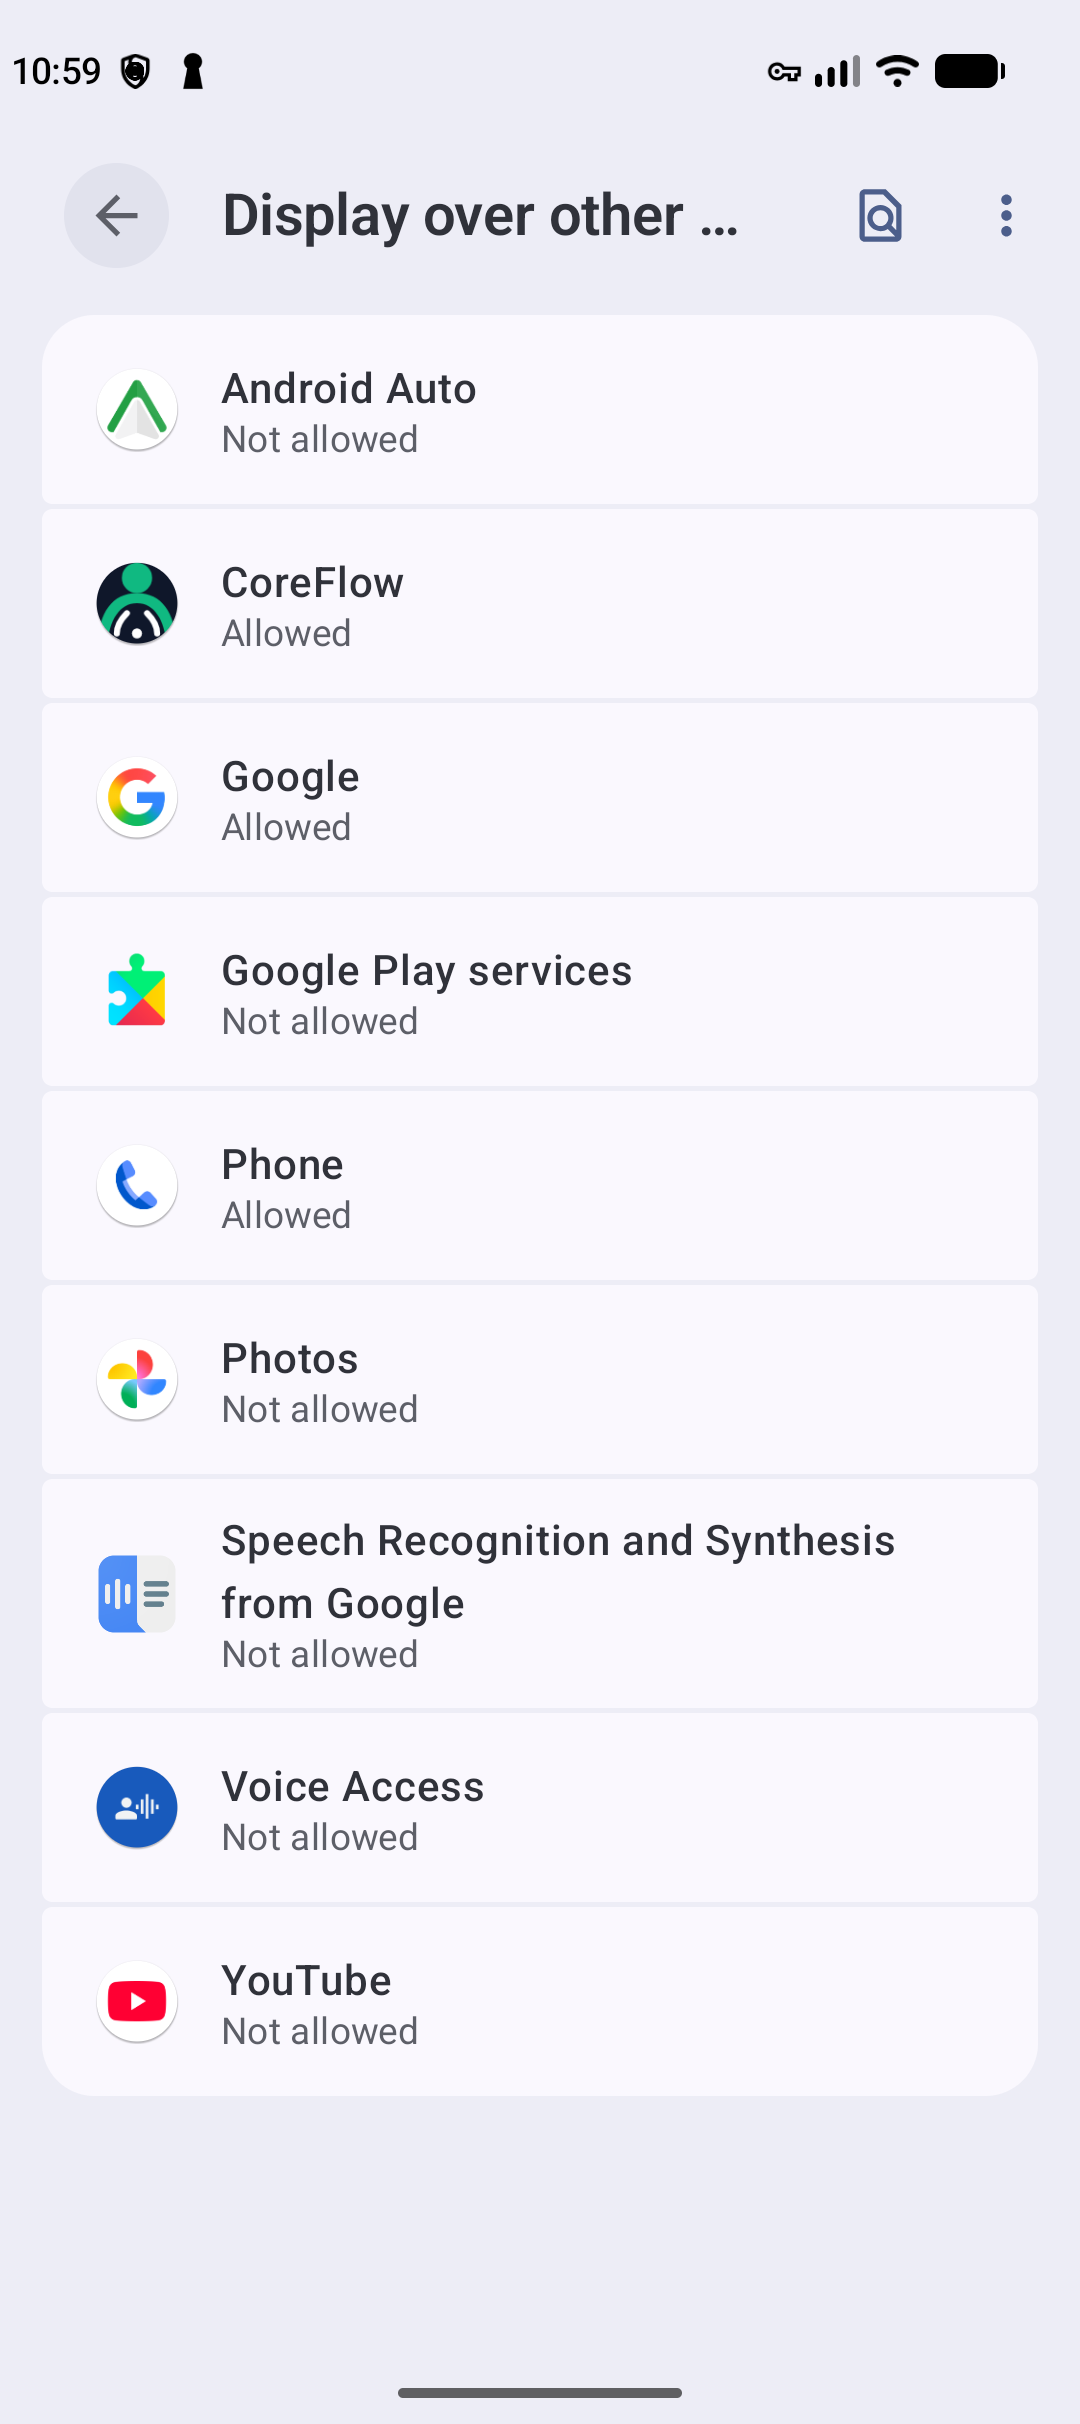 10:59
Display over other …
Android Auto
Not allowed
CoreFlow
Allowed
Google
Allowed
Google Play services
Not allowed
Phone
Allowed
Photos
Not allowed
Speech Recognition and Synthesis
from Google
Not allowed
Voice Access
Not allowed
YouTube
Not allowed